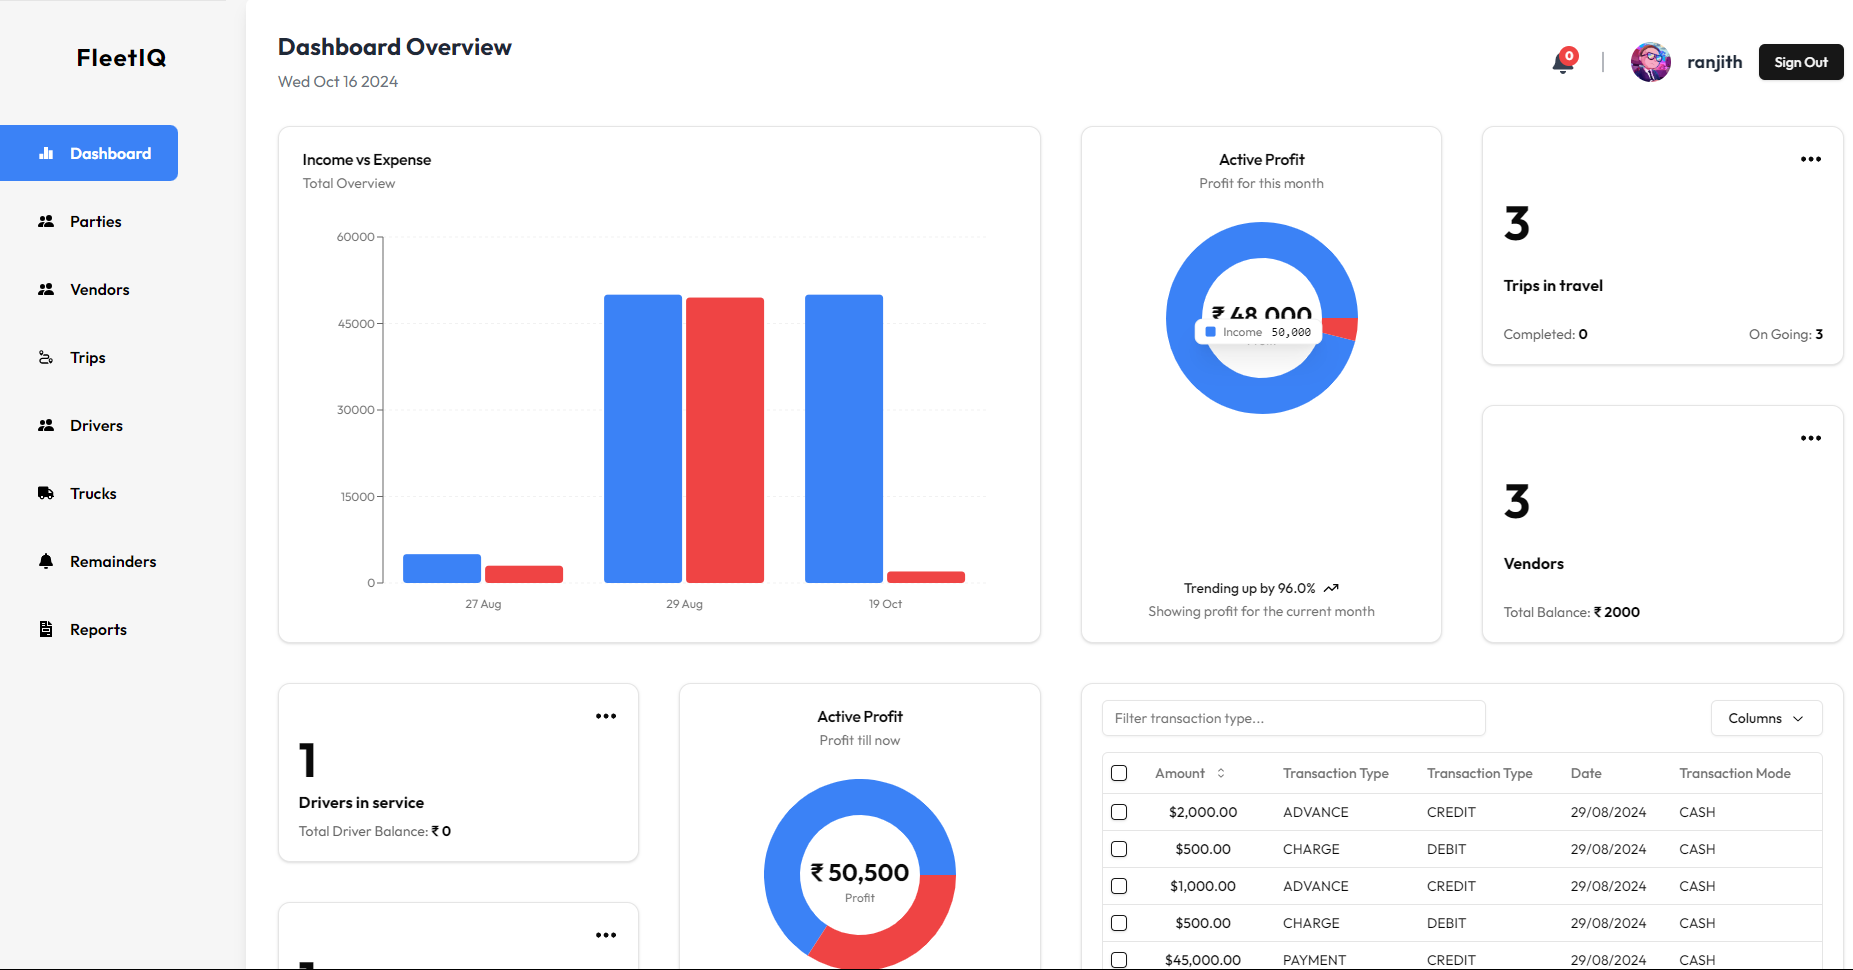 FleetIQ
Dashboard
Parties
Vendors
Trips
Drivers
Trucks
Remainders
Reports
Dashboard Overview
Wed Oct 16 2024
0
ranjith
Sign Out
Income vs Expense
Total Overview
60000
45000
30000
15000
0
27 Aug
29 Aug
19 Oct
Active Profit
Profit for this month
₹ 48,000
Income 50,000
Trending up by 96.0%
Showing profit for the current month
3
Trips in travel
Completed: 0 On Going: 3
3
Vendors
Total Balance: ₹ 2000
1
Drivers in service
Total Driver Balance: ₹ 0
Active Profit
Profit till now
₹ 50,500
Profit
Filter transaction type...
Columns
Amount Transaction Type Transaction Type Date Transaction Mode
$2,000.00 ADVANCE CREDIT 29/08/2024 CASH
$500.00 CHARGE DEBIT 29/08/2024 CASH
$1,000.00 ADVANCE CREDIT 29/08/2024 CASH
$500.00 CHARGE DEBIT 29/08/2024 CASH
$45,000.00 PAYMENT CREDIT 29/08/2024 CASH